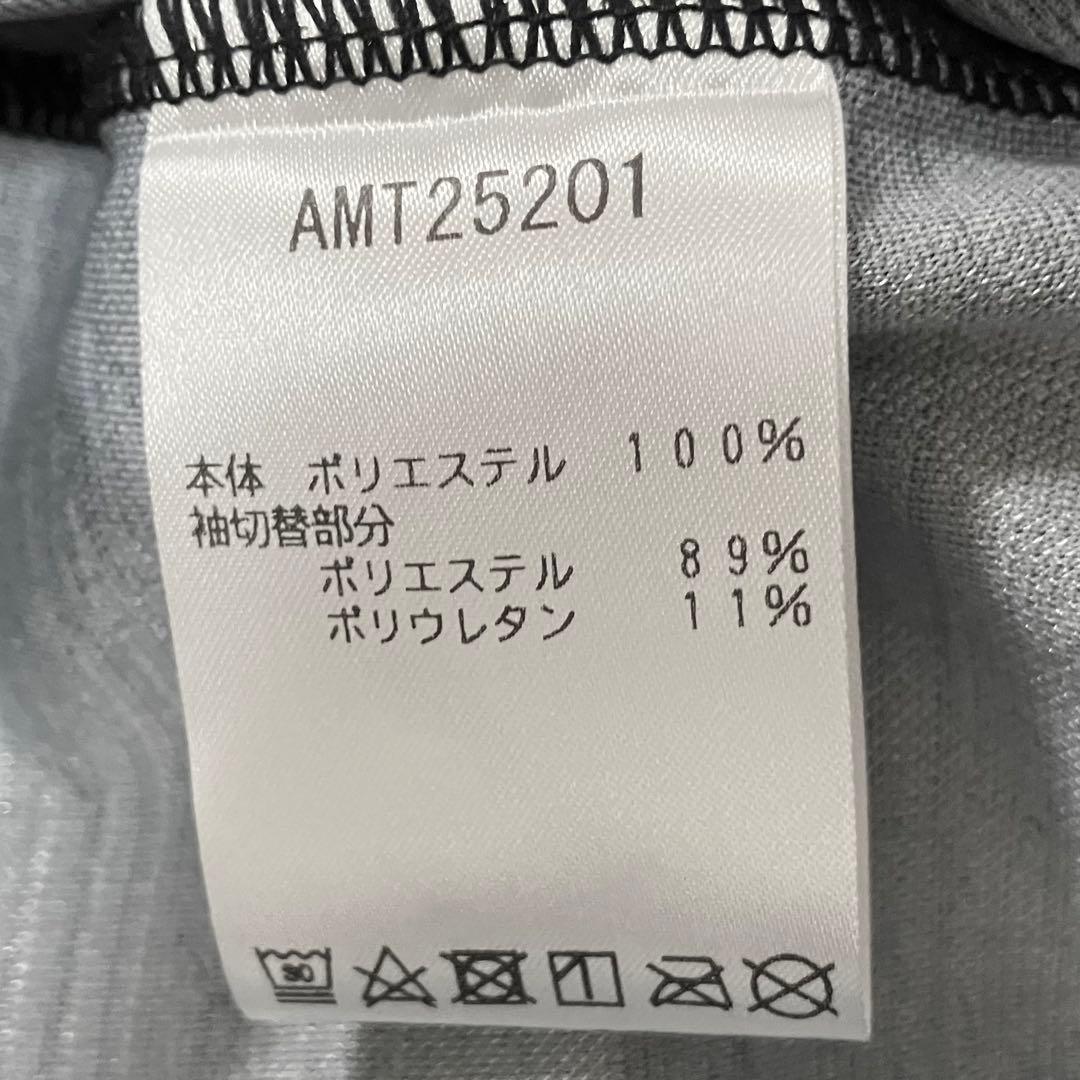 AMT25201
本体 ポリエステル 100%
袖切替部分
ポリエステル 89%
ポリウレタン 11%
30